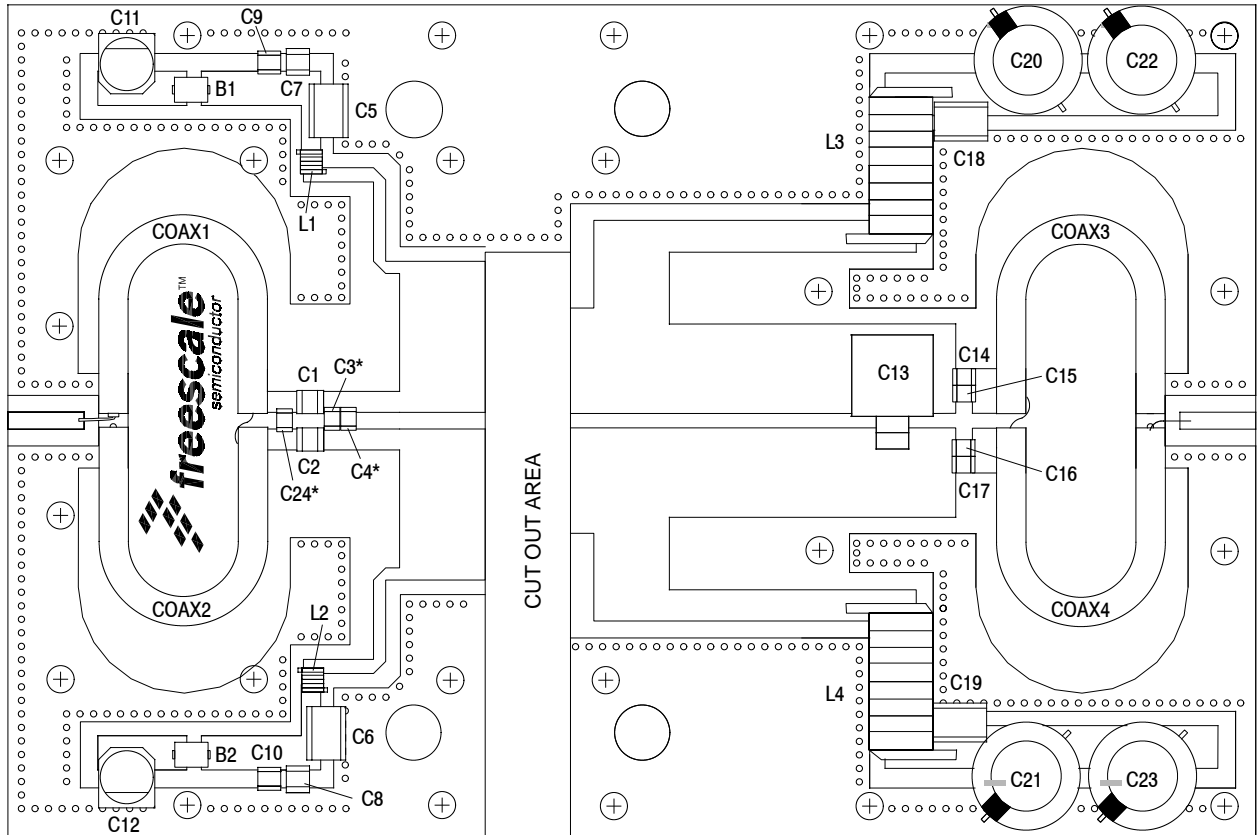 C11
C9
B1
C7
C5
L1
COAX1
freescale™
semiconductor
C1
C3*
C2
C4*
C24*
COAX2
L2
B2
C10
C6
C8
C12
CUT OUT AREA
C20
C22
L3
C18
COAX3
C13
C14
C15
C16
C17
COAX4
L4
C19
C21
C23